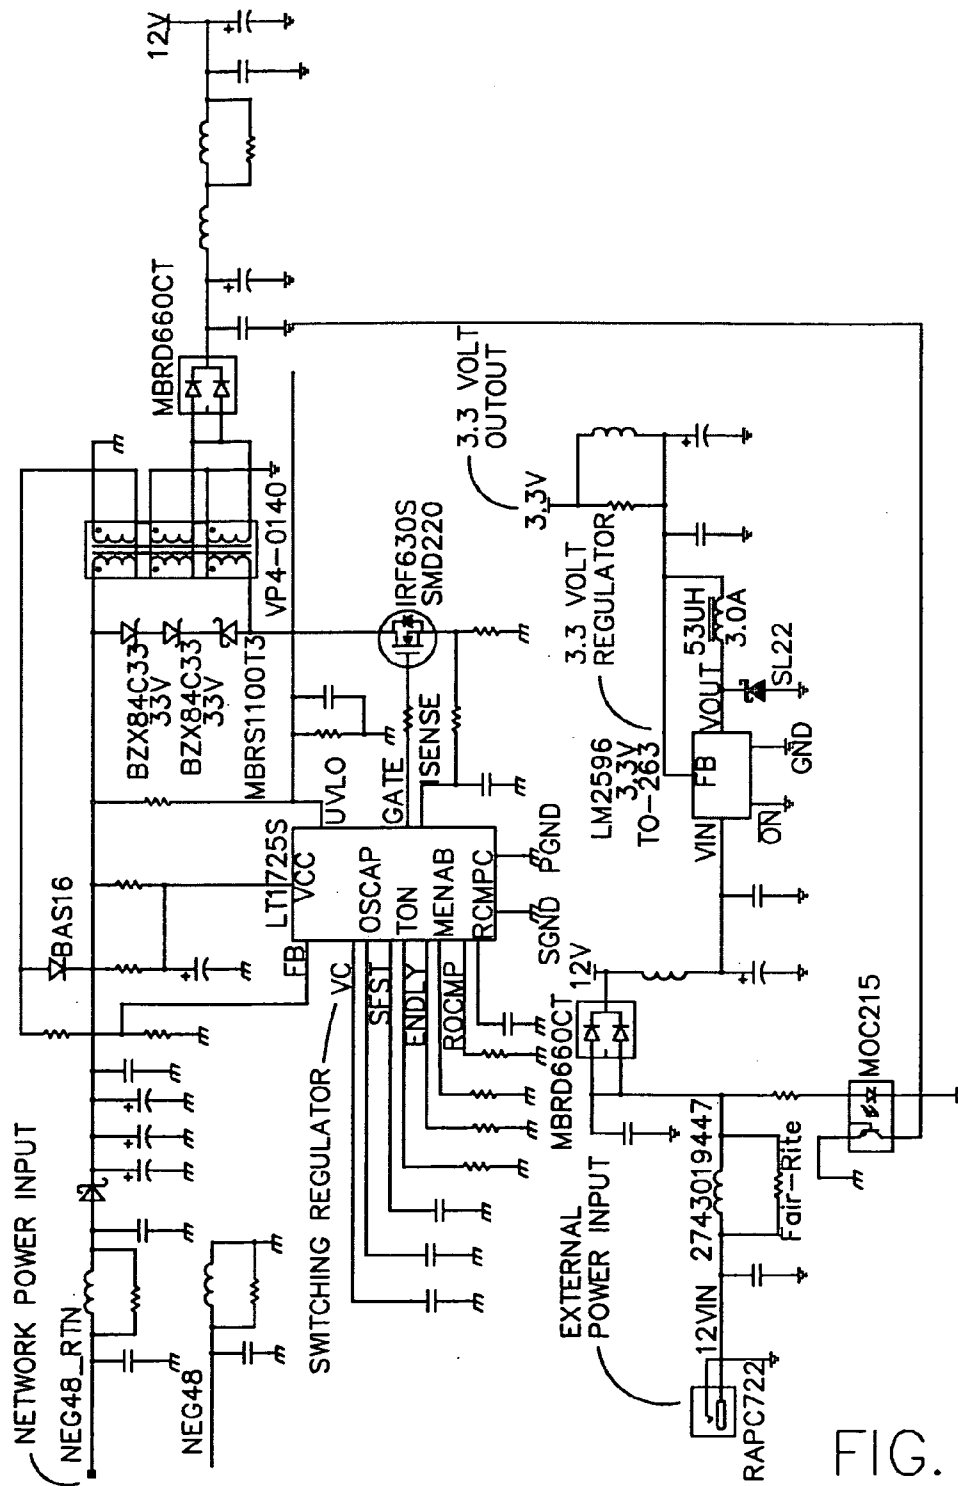 NETWORK POWER INPUT
NEG48_RTN
NEG48
BAS16
BZX84C33
33V
BZX84C33
33V
MBRS1100T3
VP4-0140
MBRD660CT
12V
LT1725S
VCC
UVLO
FB
VC
OSCAP
SFST
TON
ENDLY
MENAB
ROCMP
RCMPC
GATE
ISENSE
SGND
PGND
SWITCHING REGULATOR
IRF630S
SMD220
3.3 VOLT
OUTOUT
3.3V
3.3 VOLT
REGULATOR
LM2596
3.3V
TO-263
VIN
FB
VOUT
ON
GND
53UH
3.0A
SL22
12V
MBRD660CT
EXTERNAL
POWER INPUT
12VIN
2743019447
Fair-Rite
RAPC722
MOC215
FIG.